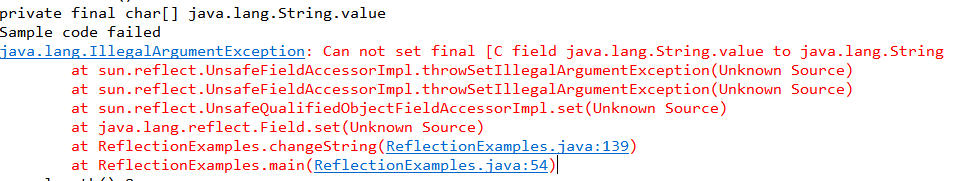 private final char[] java.lang.String.value
Sample code failed
java.lang.IllegalArgumentException: Can not set final [C field java.lang.String.value to java.lang.String
at sun.reflect.UnsafeFieldAccessorImpl.throwSetIllegalArgumentException(Unknown Source)
at sun.reflect.UnsafeFieldAccessorImpl.throwSetIllegalArgumentException(Unknown Source)
at sun.reflect.UnsafeQualifiedObjectFieldAccessorImpl.set(Unknown Source)
at java.lang.reflect.Field.set(Unknown Source)
at ReflectionExamples.changeString(ReflectionExamples.java:139)
at ReflectionExamples.main(ReflectionExamples.java:54)